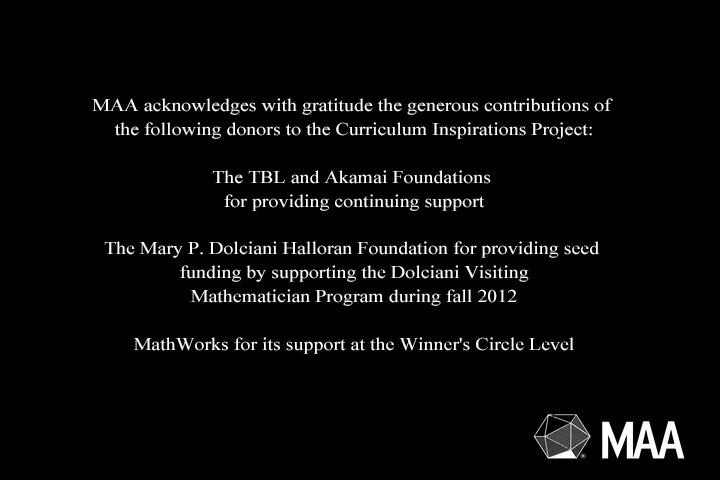 MAA acknowledges with gratitude the generous contributions of
the following donors to the Curriculum Inspirations Project:
The TBL and Akamai Foundations
for providing continuing support
The Mary P. Dolciani Halloran Foundation for providing seed
funding by supporting the Dolciani Visiting
Mathematician Program during fall 2012
MathWorks for its support at the Winner's Circle Level
® MAA